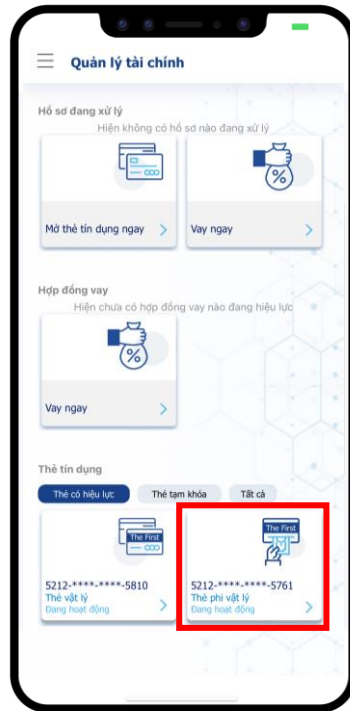 Quản lý tài chính
Hồ sơ đang xử lý
Hiện không có hồ sơ nào đang xử lý
Mở thẻ tín dụng ngay
Vay ngay
Hợp đồng vay
Hiện chưa có hợp đồng vay nào đang hiệu lực
Vay ngay
Thẻ tín dụng
Thẻ có hiệu lực
Thẻ tạm khóa
Tất cả
The First
The First
5212-****-****-5810
Thẻ vật lý
Đang hoạt động
5212-****-****-5761
Thẻ phi vật lý
Đang hoạt động